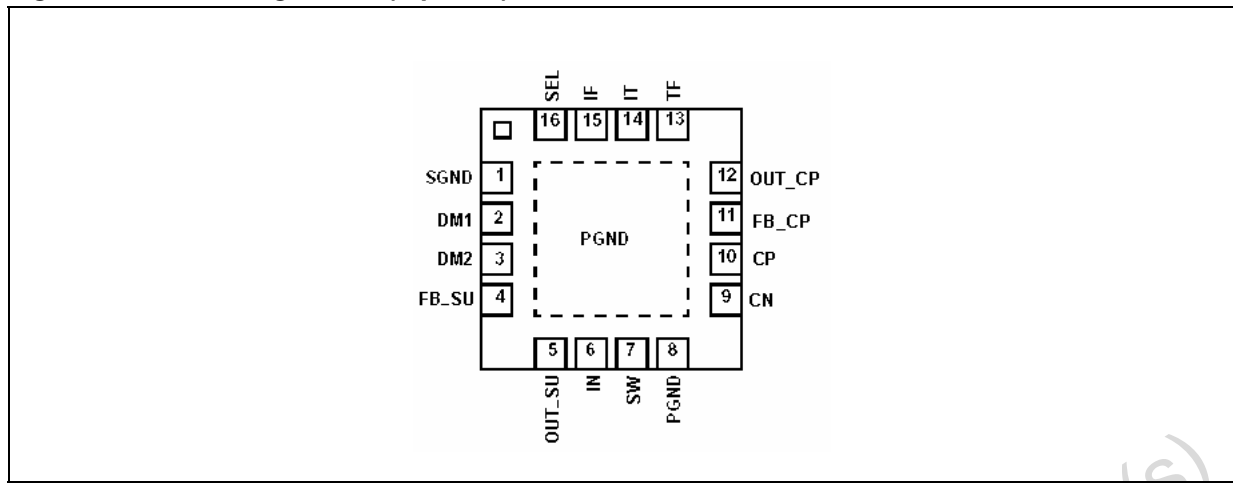 SEL IF IT TF
16 15 14 13
SGND 1
12 OUT_CP
DM1 2
11 FB_CP
PGND
DM2 3
10 CP
FB_SU 4
9 CN
5 6 7 8
OUT_SU IN SW PGND
(s)